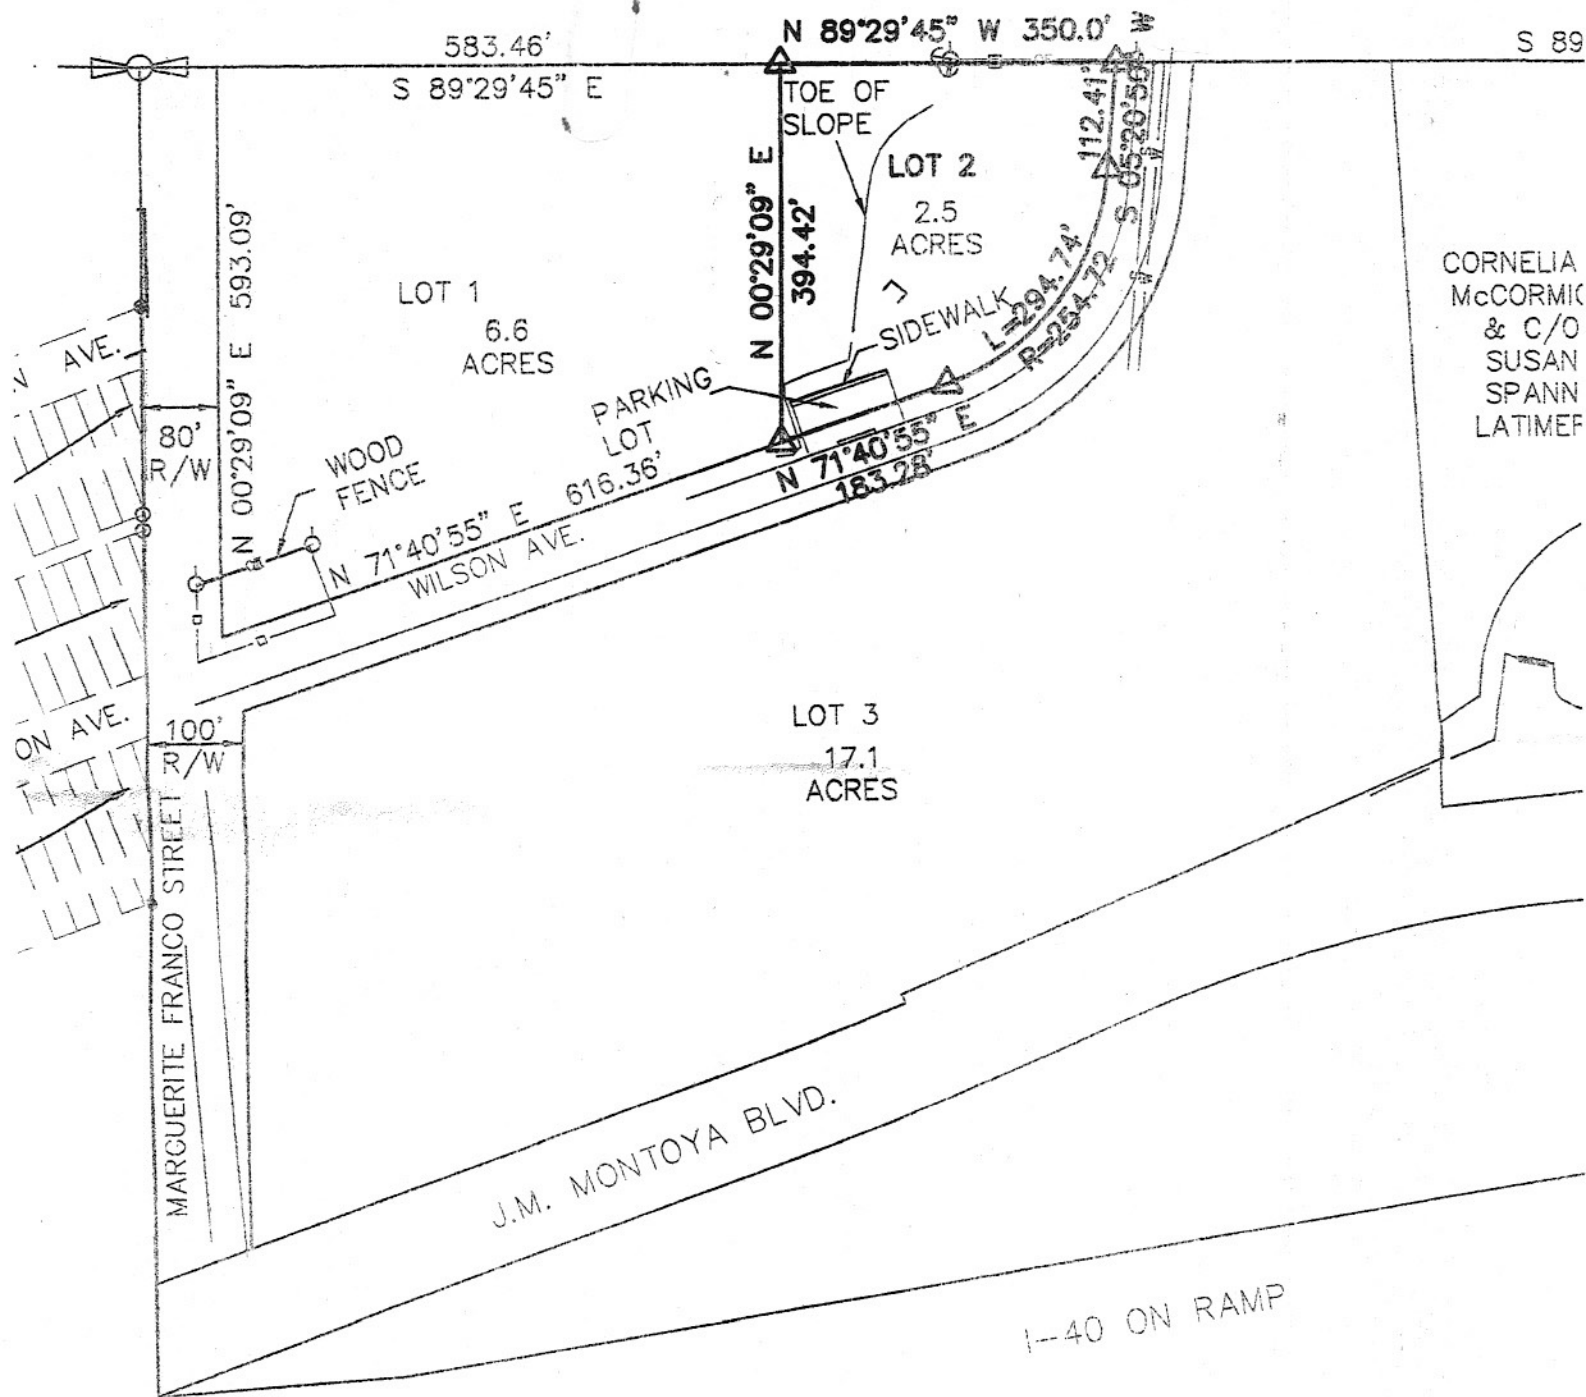 583.46'
S 89°29'45" E
N 89°29'45" W 350.0'
S 89
TOE OF
SLOPE
LOT 2
2.5
ACRES
112.41'
S 05°20'56" W
N 00°29'09" E
394.42'
N 00°29'09" E 593.09'
LOT 1
6.6
ACRES
SIDEWALK
L=294.74'
R=254.72
PARKING
LOT
CORNELIA
McCORMIC
& C/O
SUSAN
SPANN
LATIMER
N AVE.
80'
R/W
WOOD
FENCE
N 71°40'55" E 616.36'
WILSON AVE.
N 71°40'55" E
183.28'
ON AVE.
100'
R/W
LOT 3
17.1
ACRES
MARGUERITE FRANCO STREET
J.M. MONTOYA BLVD.
I-40 ON RAMP